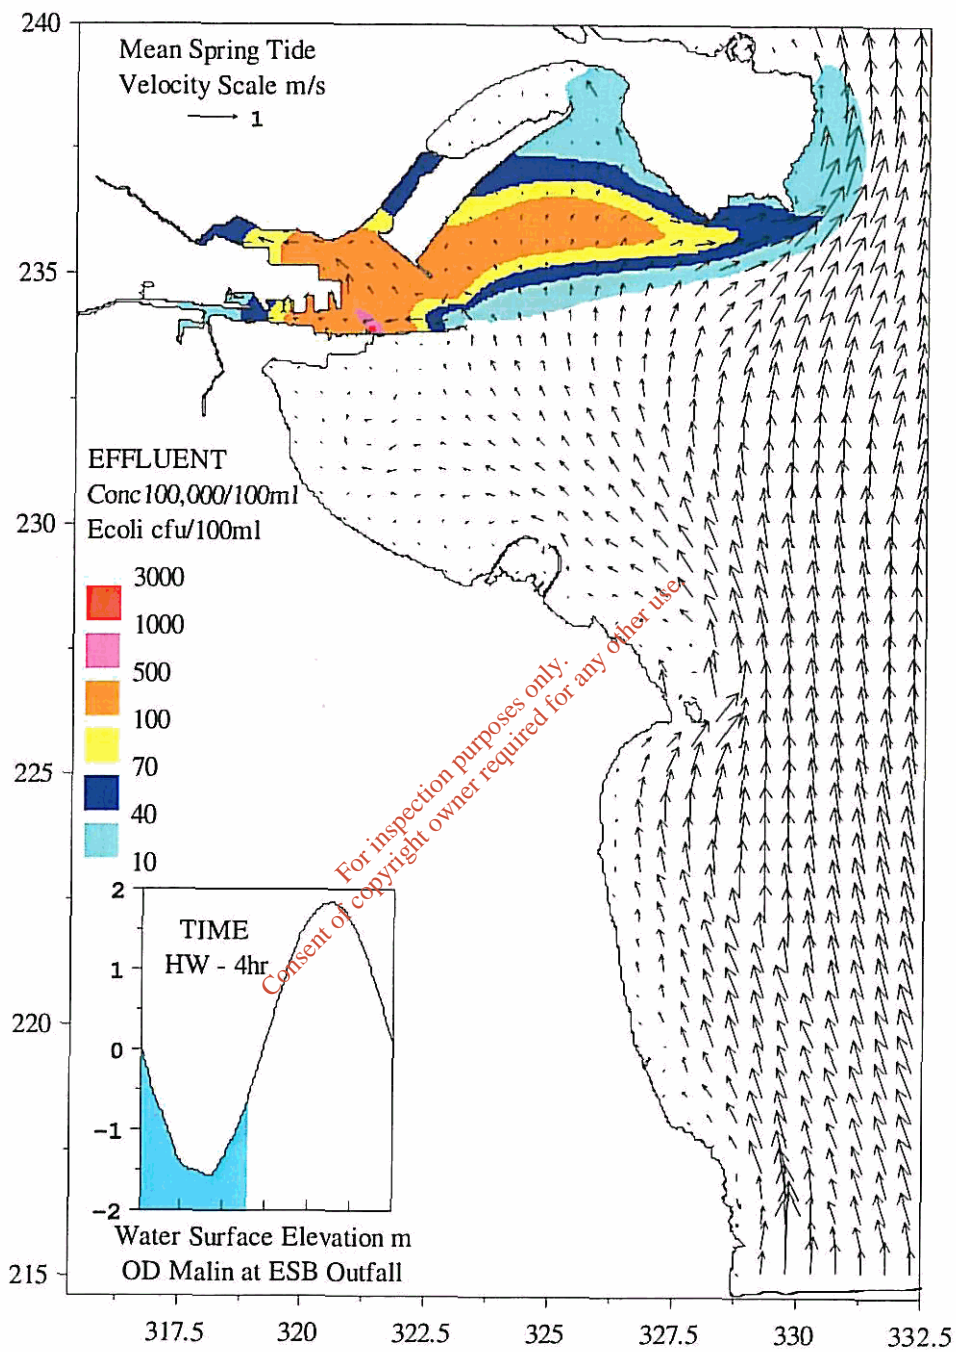 240
Mean Spring Tide
Velocity Scale m/s
1
235
EFFLUENT
Conc100,000/100ml
Ecoli cfu/100ml
230
3000
1000
500
100
70
40
10
225
For inspection purposes only.
Consent of copyright owner required for any other use.
2
TIME
HW - 4hr
1
0
-1
-2
220
Water Surface Elevation m
OD Malin at ESB Outfall
215
317.5 320 322.5 325 327.5 330 332.5